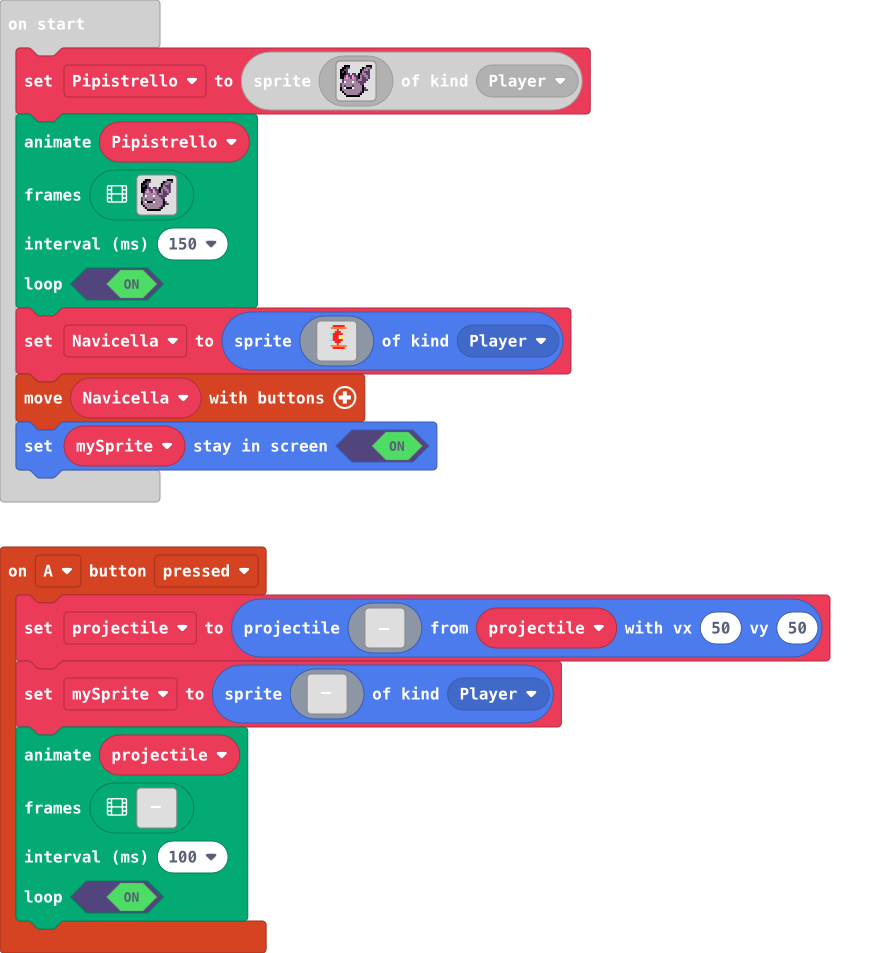 on start
set Pipistrello to sprite of kind Player
animate Pipistrello
frames
interval (ms) 150
loop ON
set Navicella to sprite of kind Player
move Navicella with buttons
set mySprite stay in screen ON
on A button pressed
set projectile to projectile from projectile with vx 50 vy 50
set mySprite to sprite of kind Player
animate projectile
frames
interval (ms) 100
loop ON